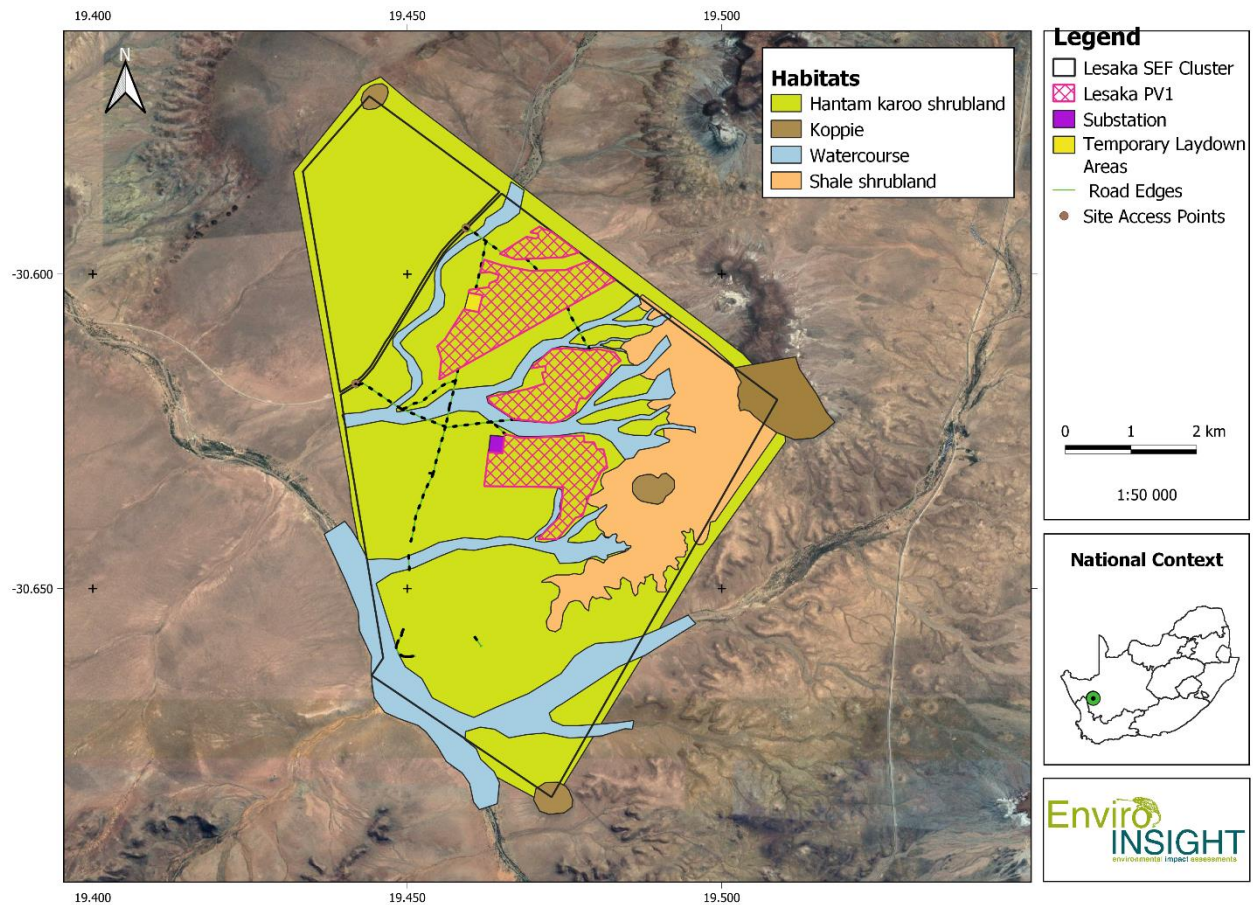 19.400
19.450
19.500
N
Habitats
Hantam karoo shrubland
Koppie
Watercourse
Shale shrubland
-30.600
-30.650
19.400
19.450
19.500
Legend
Lesaka SEF Cluster
Lesaka PV1
Substation
Temporary Laydown
Areas
Road Edges
Site Access Points
0 1 2 km
1:50 000
National Context
Enviro
INSIGHT
environmental impact assessments